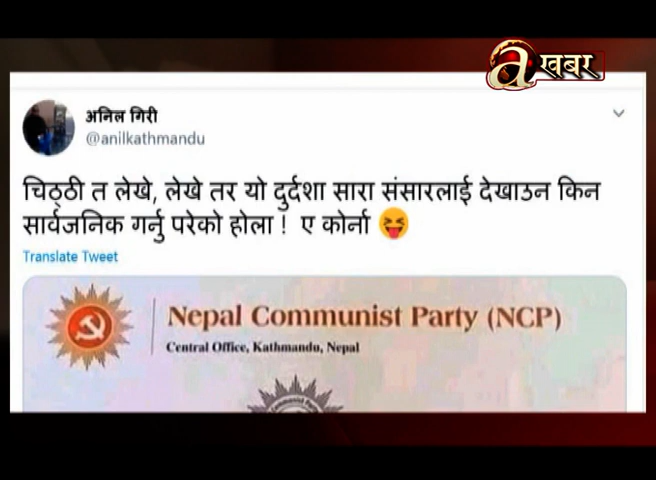 a खबर
अनिल गिरी
@anilkathmandu
चिठ्ठी त लेखे, लेखे तर यो दुर्दशा सारा संसारलाई देखाउन किन
सार्वजनिक गर्नु परेको होला ! ए कोर्ना 😝
Translate Tweet
Nepal Communist Party (NCP)
Central Office, Kathmandu, Nepal